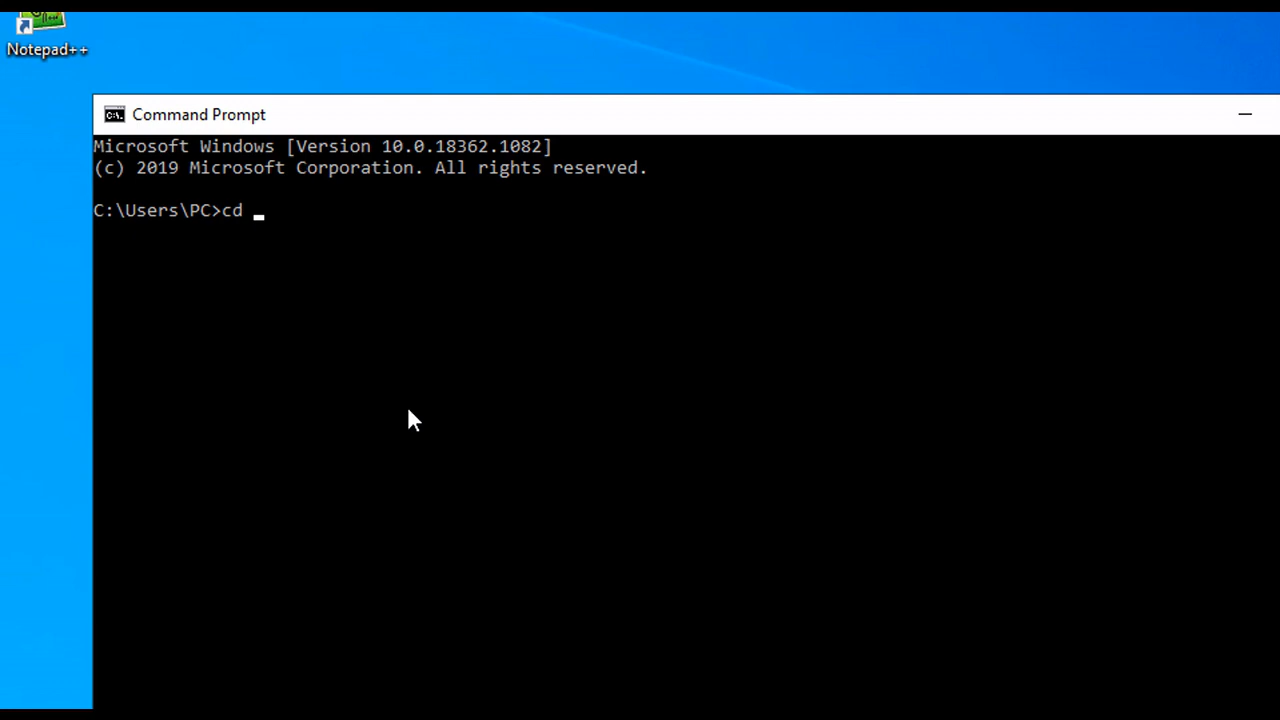 Notepad++
Command Prompt
Microsoft Windows [Version 10.0.18362.1082]
(c) 2019 Microsoft Corporation. All rights reserved.
C:\Users\PC>cd